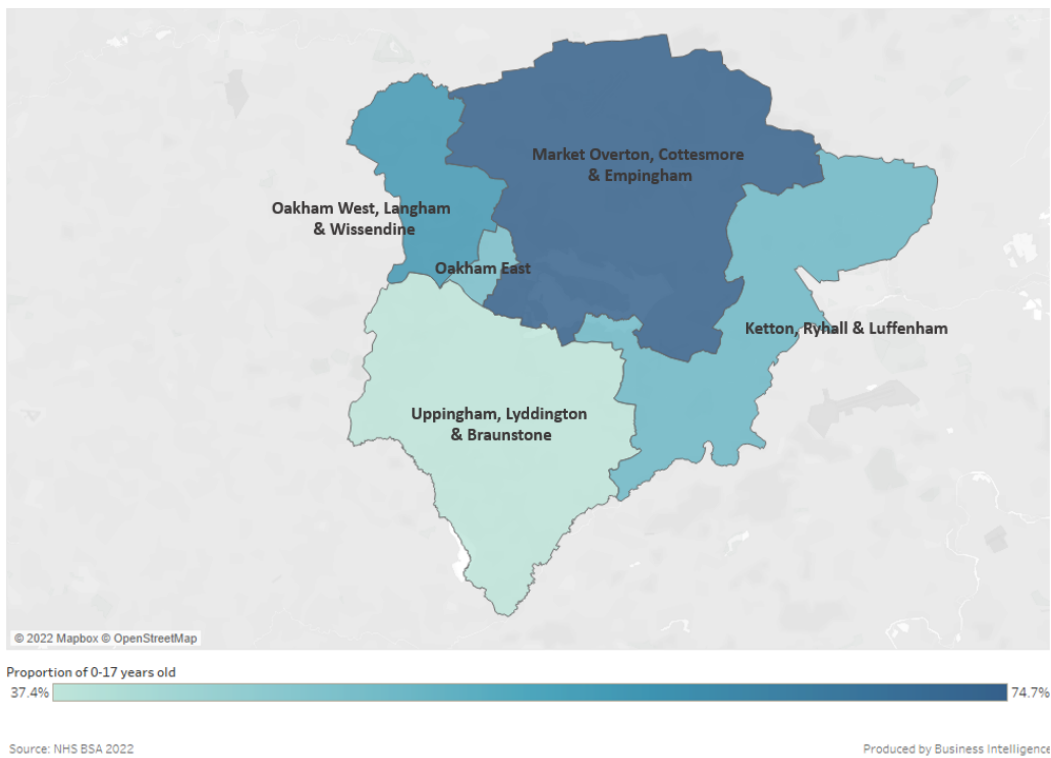 Market Overton, Cottesmore
& Empingham
Oakham West, Langham
& Wissendine
Oakham East
Ketton, Ryhall & Luffenham
Uppingham, Lyddington
& Braunstone
© 2022 Mapbox © OpenStreetMap
Proportion of 0-17 years old
37.4%
74.7%
Source: NHS BSA 2022
Produced by Business Intelligence